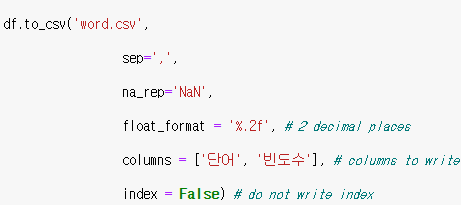 df.to_csv('word.csv',
sep=',',
na_rep='NaN',
float_format = '%.2f', # 2 decimal places
columns = ['단어', '빈도수'], # columns to write
index = False) # do not write index